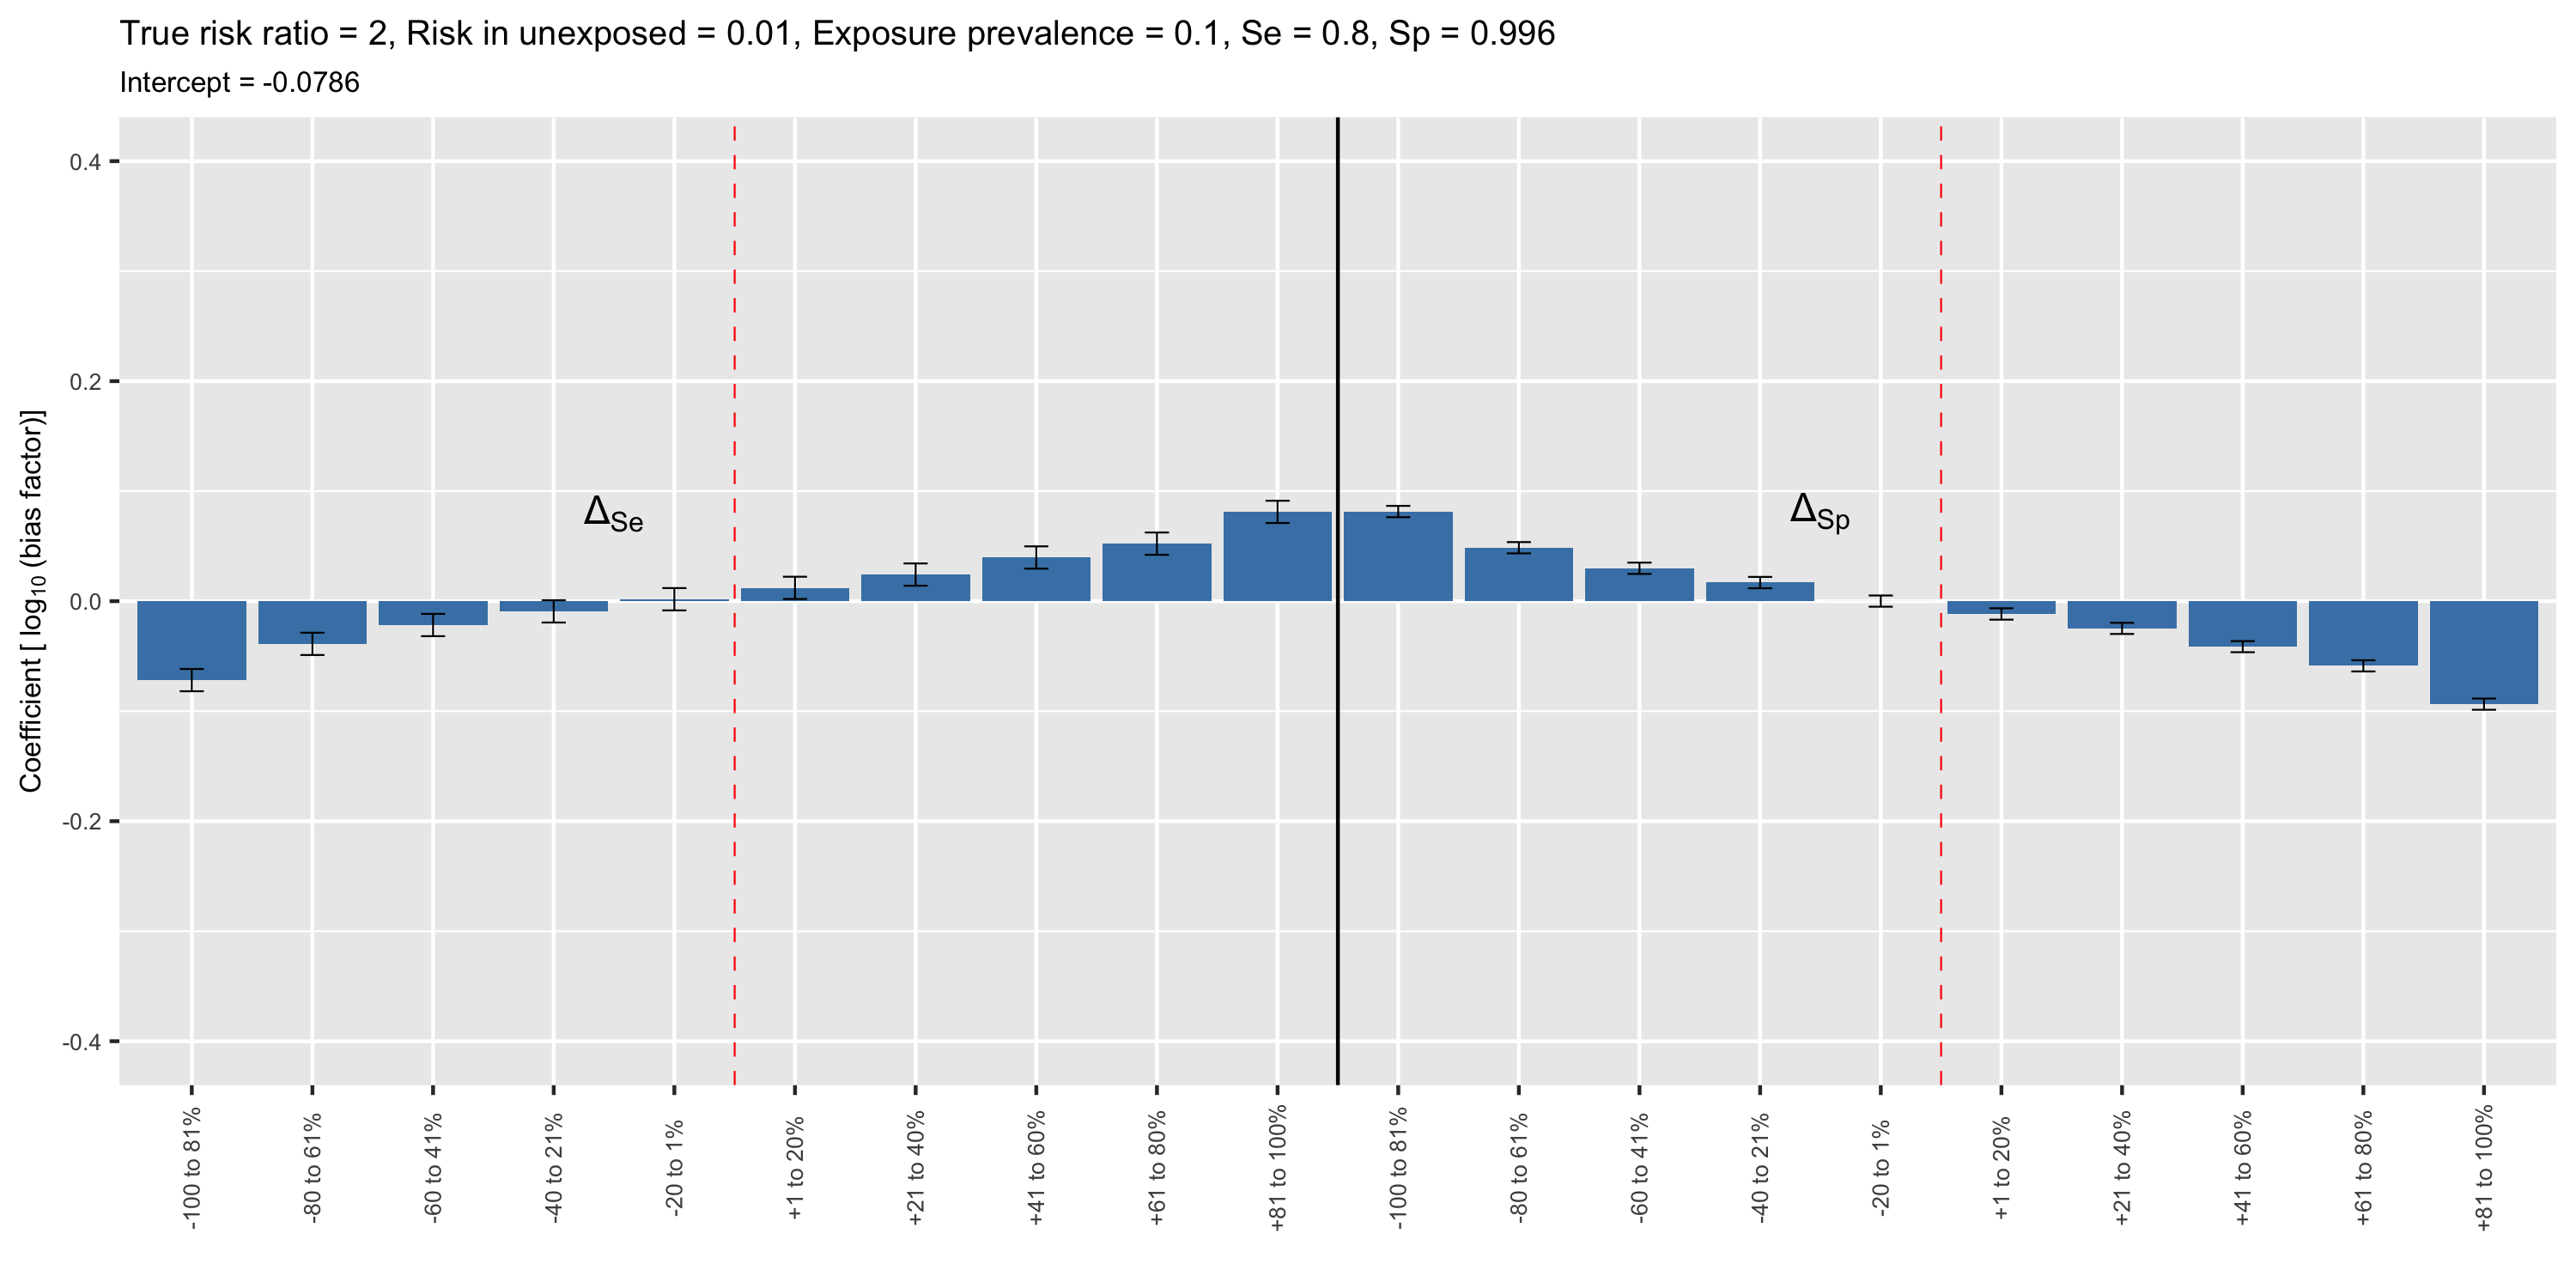 True risk ratio = 2, Risk in unexposed = 0.01, Exposure prevalence = 0.1, Se = 0.8, Sp = 0.996
Intercept = -0.0786
Coefficient [ log10 (bias factor)]
0.4
0.2
0.0
-0.2
-0.4
ΔSe
ΔSp
-100 to 81%
-80 to 61%
-60 to 41%
-40 to 21%
-20 to 1%
+1 to 20%
+21 to 40%
+41 to 60%
+61 to 80%
+81 to 100%
-100 to 81%
-80 to 61%
-60 to 41%
-40 to 21%
-20 to 1%
+1 to 20%
+21 to 40%
+41 to 60%
+61 to 80%
+81 to 100%